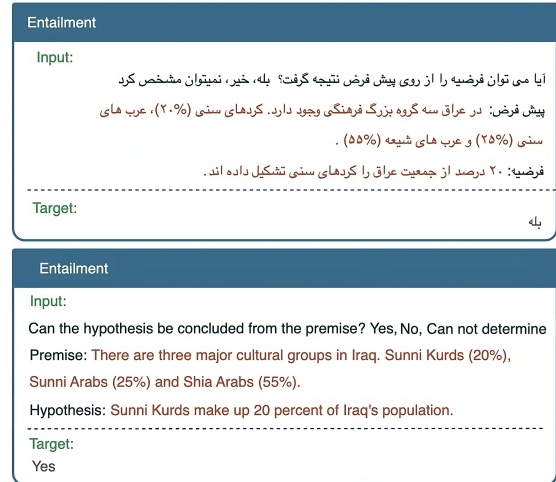 Entailment
Input:
آیا می توان فرضیه را از روی پیش فرض نتیجه گرفت؟ بله، خیر، نمیتوان مشخص کرد
پیش فرض: در عراق سه گروه بزرگ فرهنگی وجود دارد. کردهای سنی (۲۰%)، عرب های
سنی (۲۵%) و عرب های شیعه (۵۵%) .
فرضیه: ۲۰ درصد از جمعیت عراق را کردهای سنی تشکیل داده اند.
Target:
بله
Entailment
Input:
Can the hypothesis be concluded from the premise? Yes, No, Can not determine
Premise: There are three major cultural groups in Iraq. Sunni Kurds (20%),
Sunni Arabs (25%) and Shia Arabs (55%).
Hypothesis: Sunni Kurds make up 20 percent of Iraq's population.
Target:
Yes